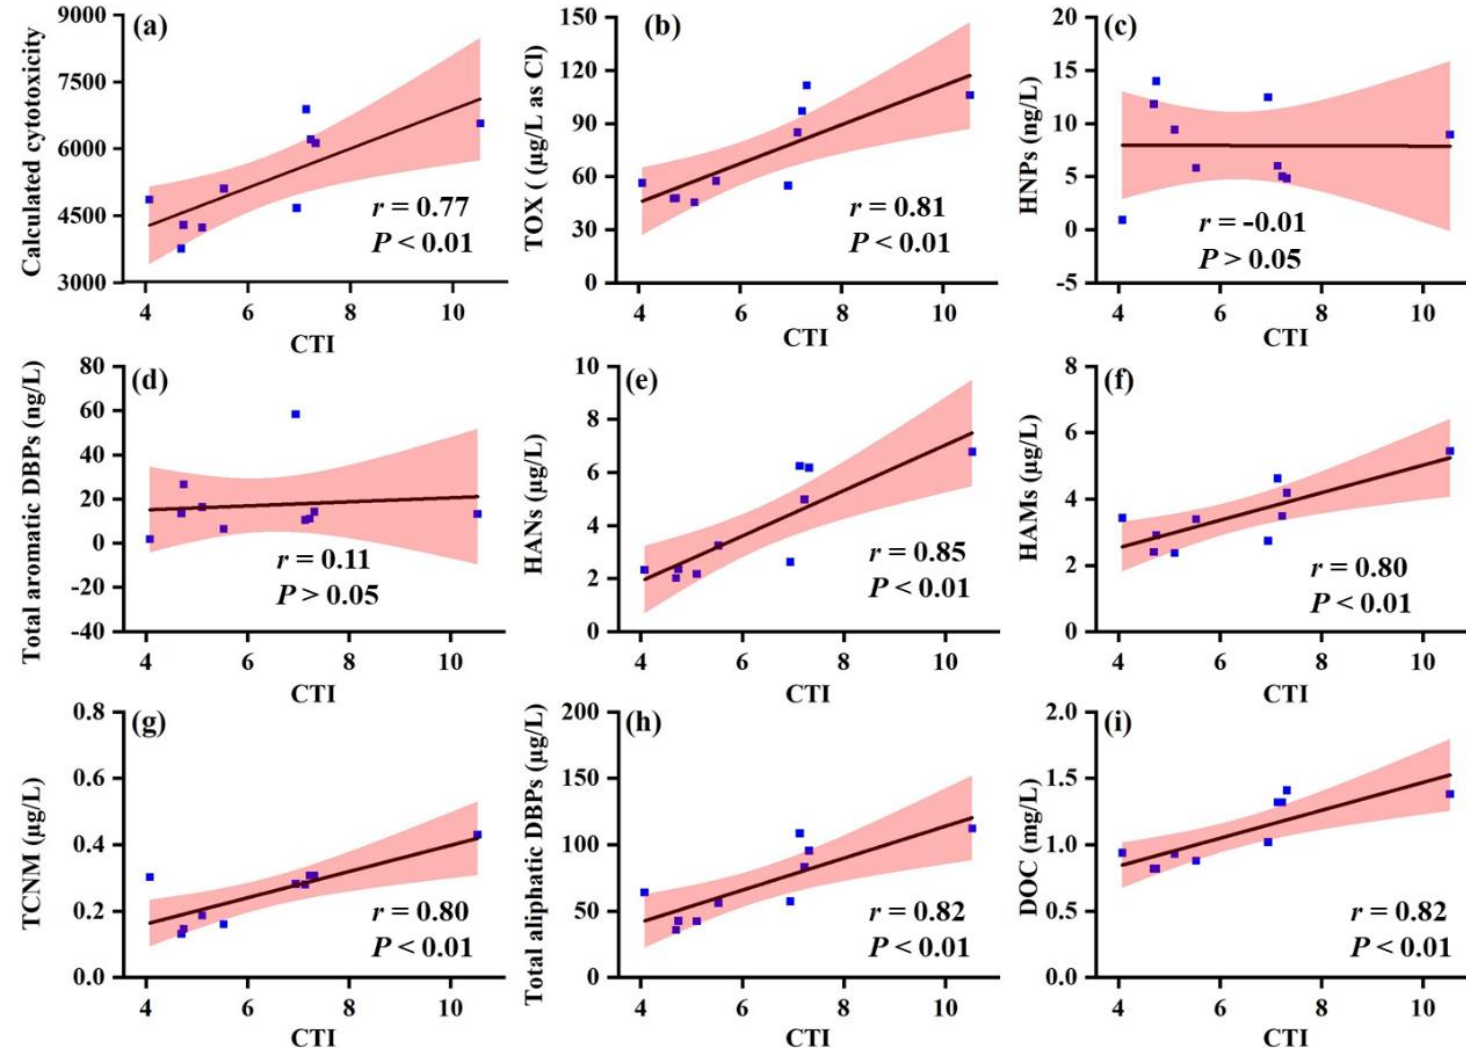 (a)
Calculated cytotoxicity
9000
7500
6000
4500
3000
r = 0.77
P < 0.01
4 6 8 10
CTI
(b)
TOX ( (μg/L as Cl)
150
120
90
60
30
0
r = 0.81
P < 0.01
4 6 8 10
CTI
(c)
HNPs (ng/L)
20
15
10
5
0
-5
r = -0.01
P > 0.05
4 6 8 10
CTI
(d)
Total aromatic DBPs (ng/L)
80
60
40
20
0
-20
-40
r = 0.11
P > 0.05
4 6 8 10
CTI
(e)
HANs (μg/L)
10
8
6
4
2
0
r = 0.85
P < 0.01
4 6 8 10
CTI
(f)
HAMs (μg/L)
8
6
4
2
0
r = 0.80
P < 0.01
4 6 8 10
CTI
(g)
TCNM (μg/L)
0.8
0.6
0.4
0.2
0.0
r = 0.80
P < 0.01
4 6 8 10
CTI
(h)
Total aliphatic DBPs (μg/L)
200
150
100
50
0
r = 0.82
P < 0.01
4 6 8 10
CTI
(i)
DOC (mg/L)
2.0
1.5
1.0
0.5
0.0
r = 0.82
P < 0.01
4 6 8 10
CTI